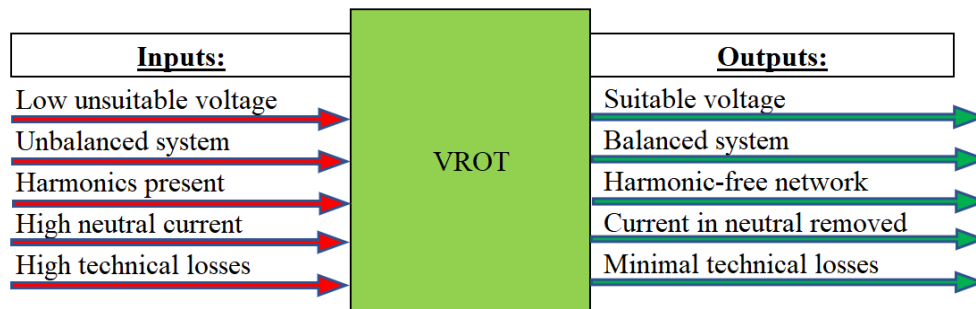 Inputs:
Low unsuitable voltage
Unbalanced system
Harmonics present
High neutral current
High technical losses
VROT
Outputs:
Suitable voltage
Balanced system
Harmonic-free network
Current in neutral removed
Minimal technical losses